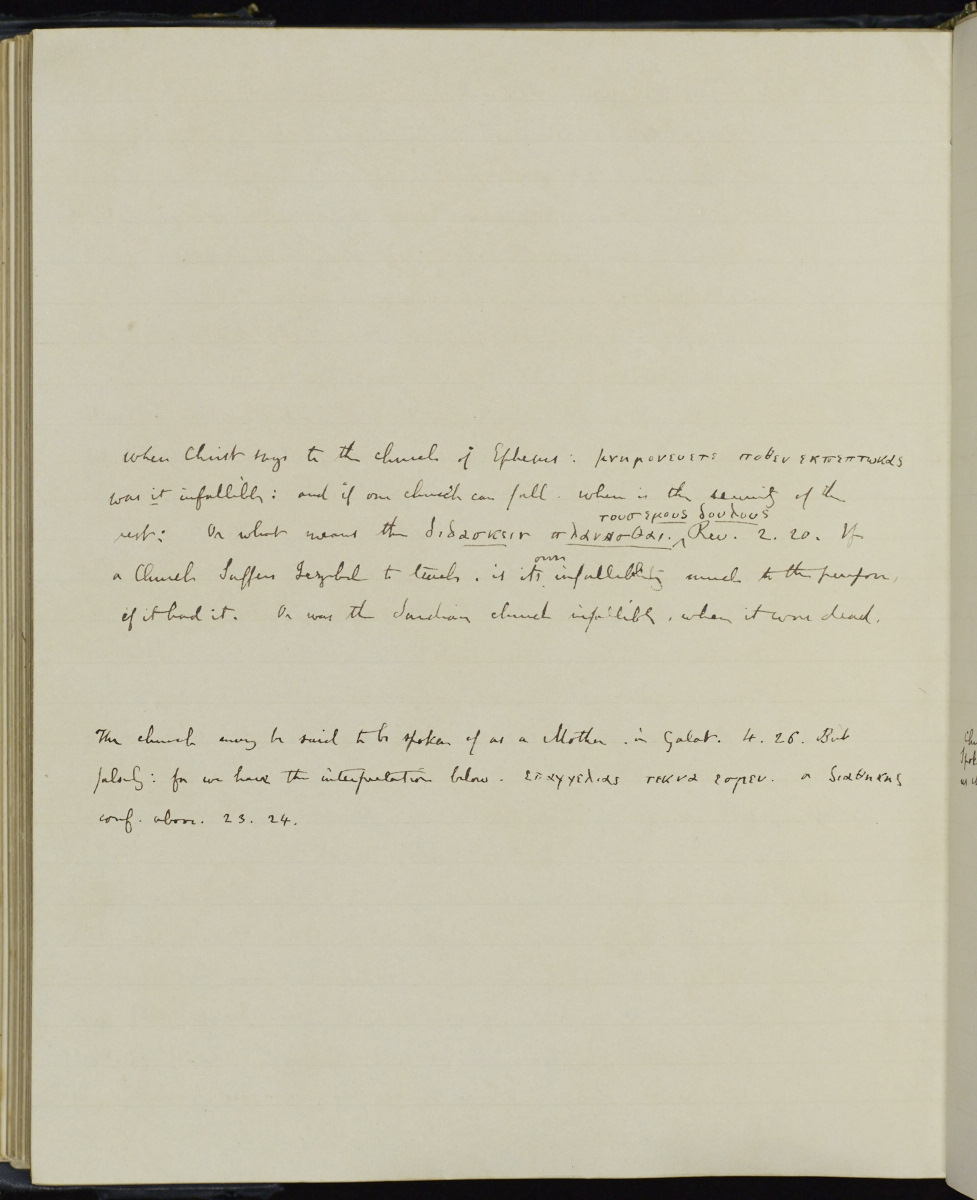 when Christ says to the church of Ephesus: μνημονευετε ποθεν εκπεπτωκας
was it infallible: and if one church can fall. where is the security of the
τους εμους δουλους
rest: Or what means the διδασκειν πλανασθαι. ‸ Rev. 2. 20. If
own
a Church suffers Jezebel to teach. is its infallibility much to the purpose,
if it had it. Or was the Sardian church infallible, when it was dead.
The church may be said to be spoken of as a Mother. in Galat. 4. 26. But
falsely: for we have the interpretation below. επαγγελιας τεκνα εσμεν. or διαθηκης
conf. above. 23. 24.